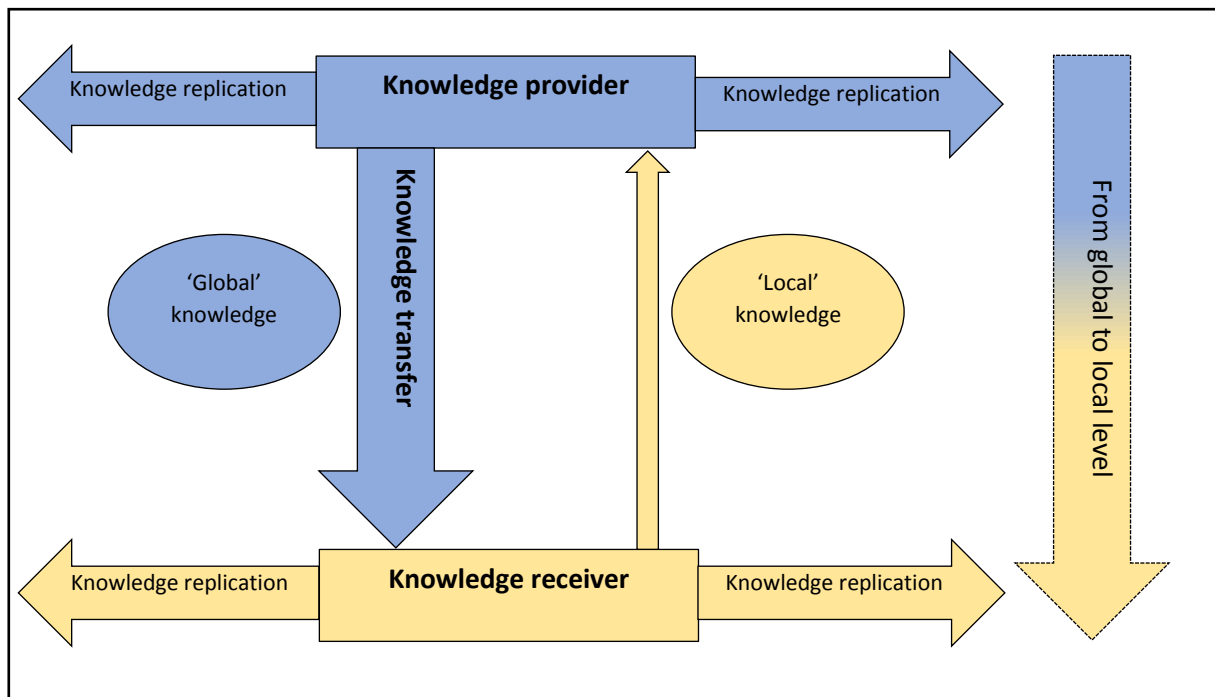 Knowledge replication
Knowledge provider
Knowledge replication
Knowledge transfer
‘Global’
knowledge
‘Local’
knowledge
From global to local level
Knowledge replication
Knowledge receiver
Knowledge replication